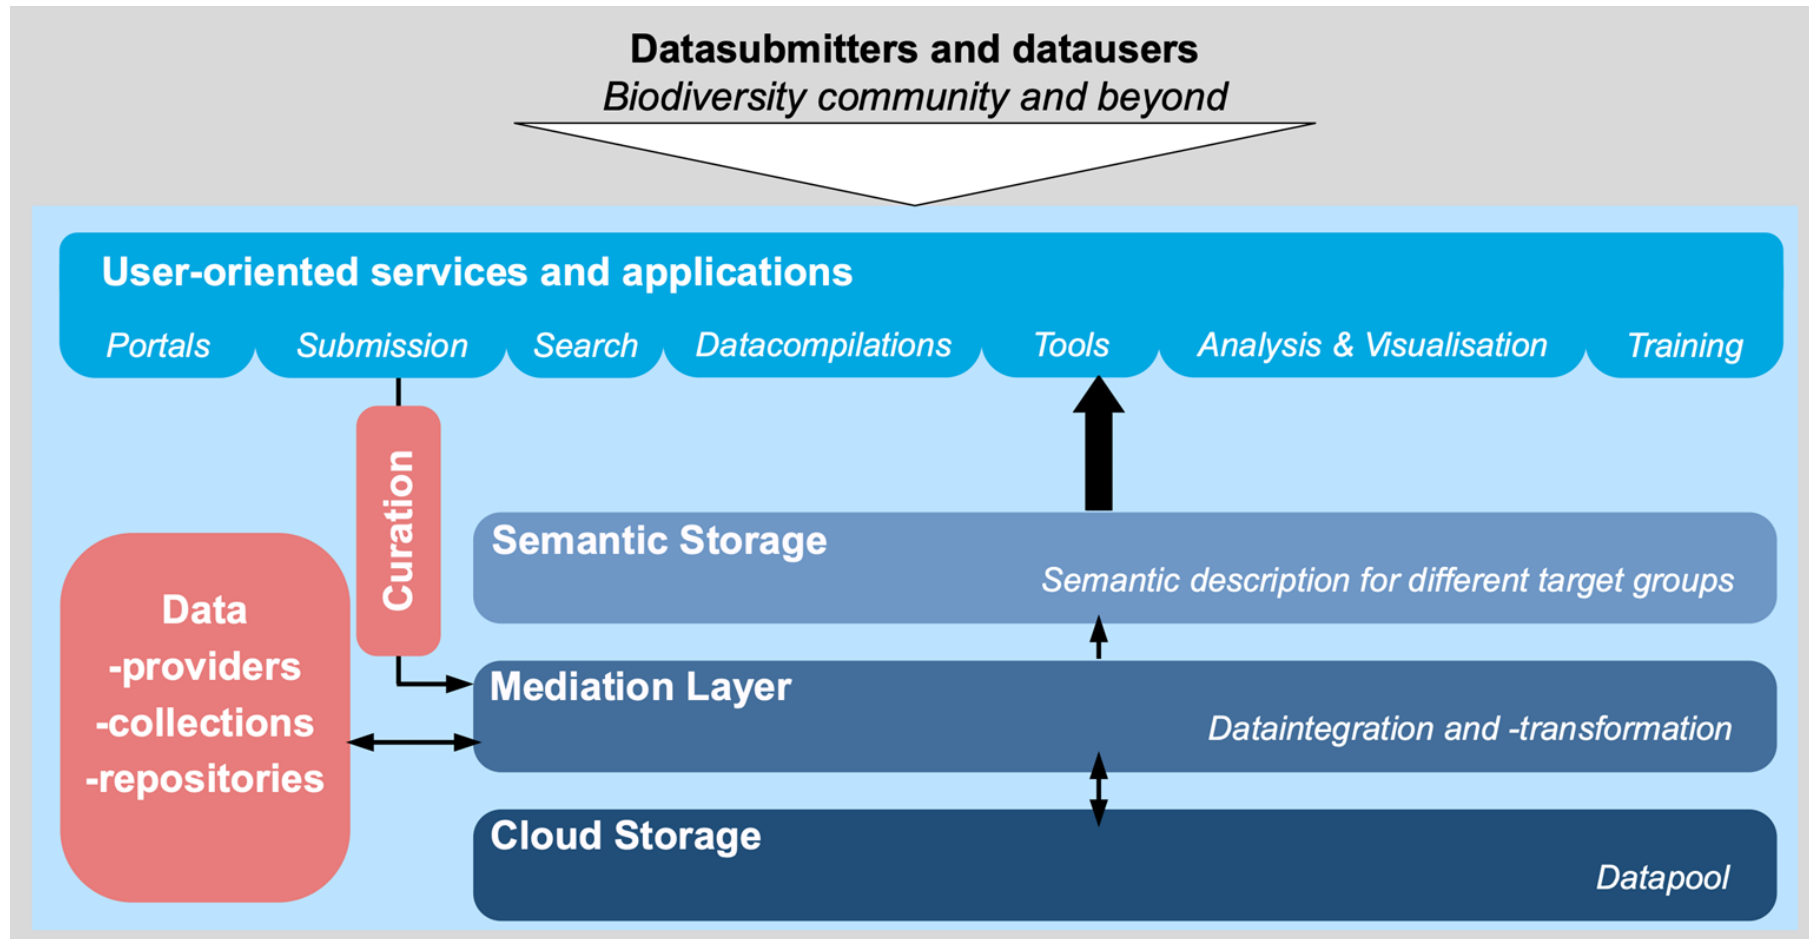 Datasubmitters and datausers
Biodiversity community and beyond
User-oriented services and applications
Portals
Submission
Search
Datacompilations
Tools
Analysis & Visualisation
Training
Curation
Data
-providers
-collections
-repositories
Semantic Storage
Semantic description for different target groups
Mediation Layer
Dataintegration and -transformation
Cloud Storage
Datapool